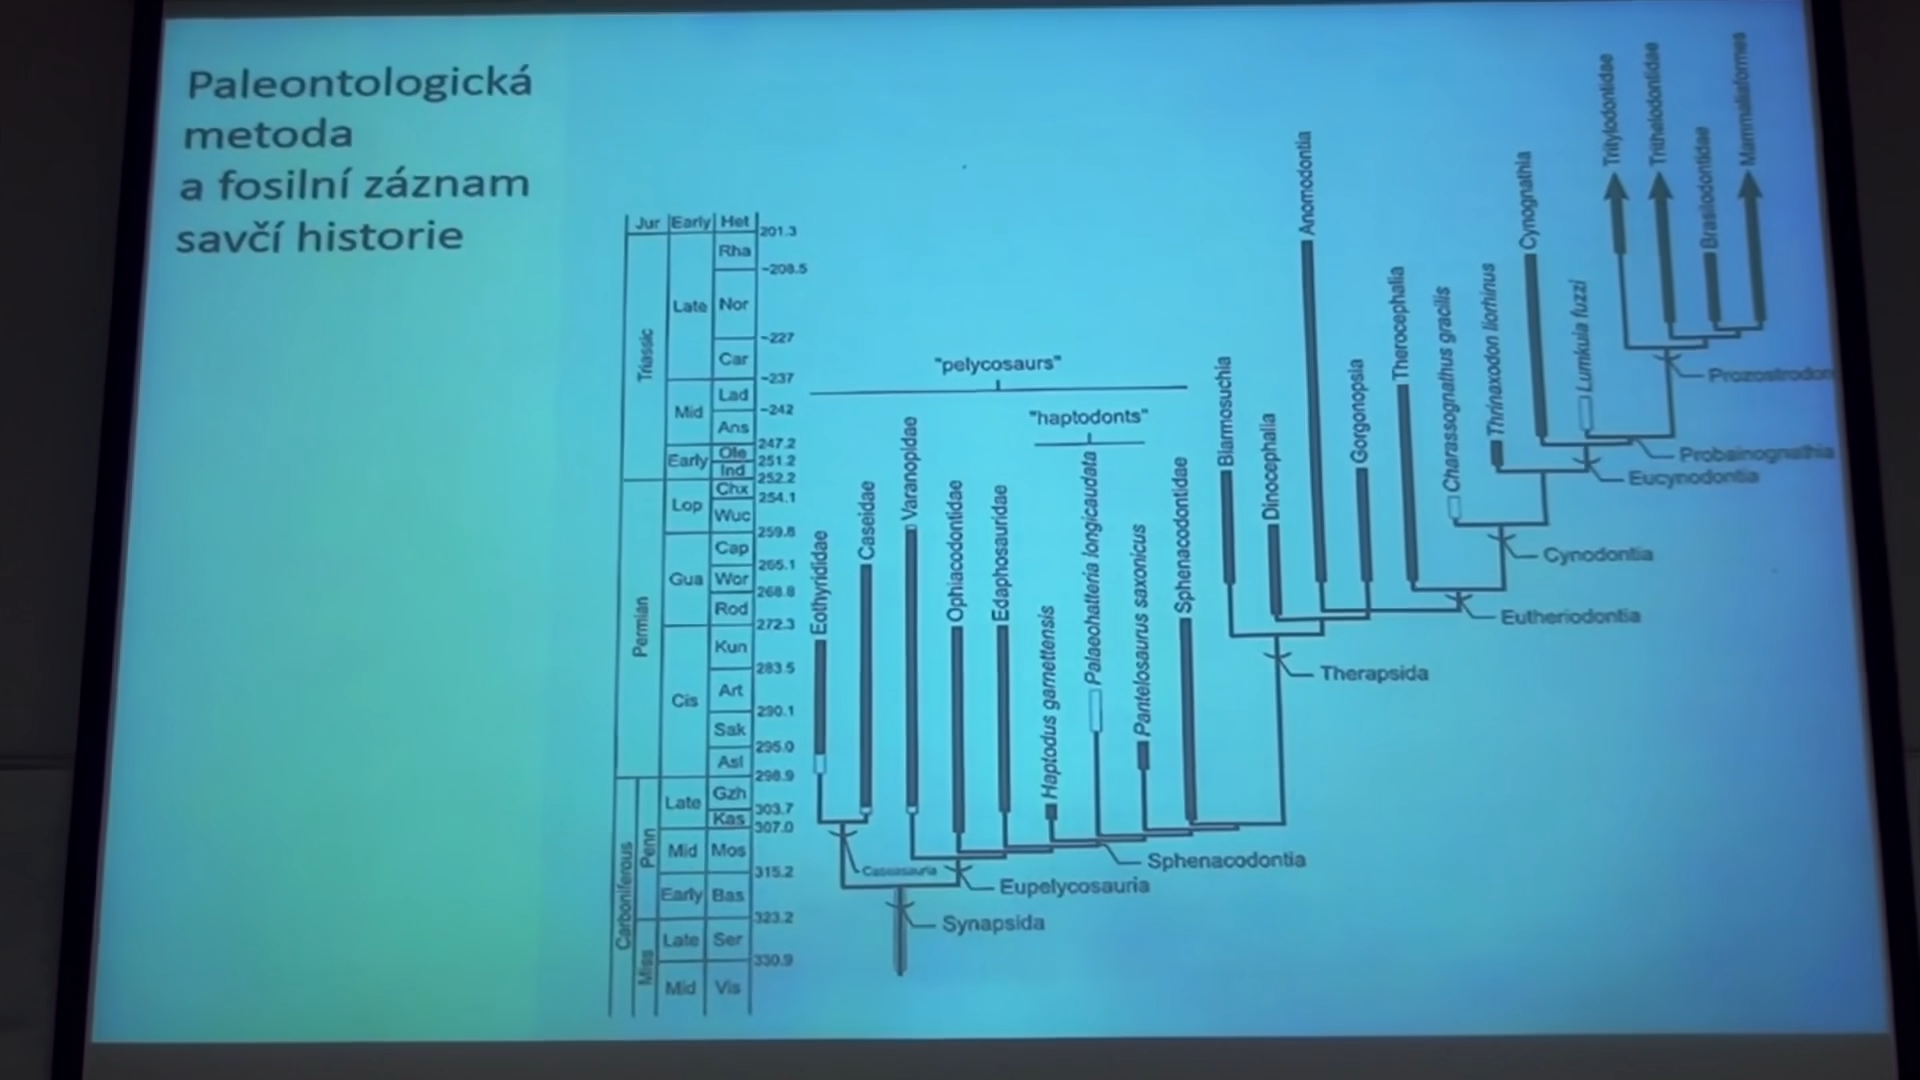 Paleontologická
metoda
a fosilní záznam
savčí historie
Jur Early Het
201.3
Rha
208.5
Triassic Late Nor
227
Car
237
Mid Lad
242
Ans
247.2
Early Ole
251.2
Ind
252.2
Permian Lop Chx
254.1
Wuc
259.8
Gua Cap
265.1
Wor
268.8
Rod
272.3
Cis Kun
283.5
Art
290.1
Sak
295.0
Asl
298.9
Carboniferous Penn Late Gzh
303.7
Kas
307.0
Mid Mos
315.2
Early Bas
323.2
Miss Late Ser
330.9
Mid Vis
"pelycosaurs"
"haptodonts"
Eothyrididae
Caseidae
Varanopidae
Ophiacodontidae
Edaphosauridae
Haptodus garnettensis
Palaeohatteria longicaudata
Pantelosaurus saxonicus
Sphenacodontidae
Biarmosuchia
Dinocephalia
Anomodontia
Gorgonopsia
Therocephalia
Charassognathus gracilis
Thrinaxodon liorhinus
Cynognathia
Lumkuia fuzzi
Tritylodontidae
Trithelodontidae
Brasilodontidae
Mammaliaformes
Prozostrodon
Probainognathia
Eucynodontia
Cynodontia
Eutheriodontia
Therapsida
Sphenacodontia
Caseasauria
Eupelycosauria
Synapsida